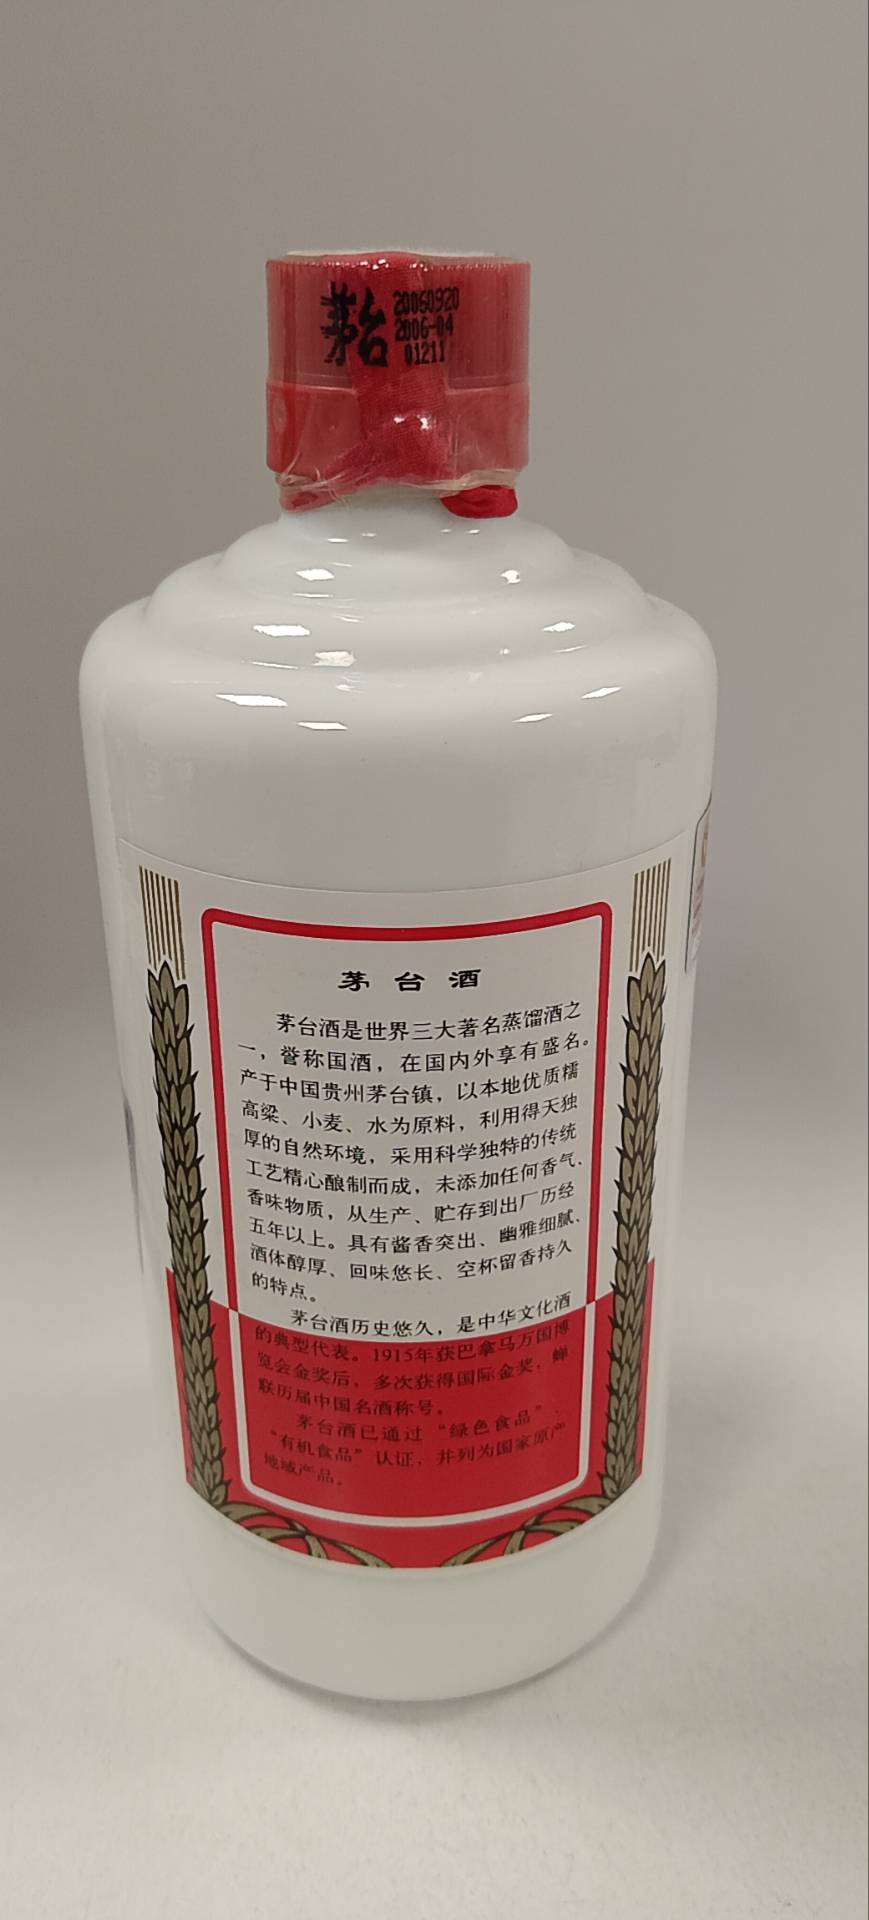 茅台
20060920
2006-04
01211
茅台酒
茅台酒是世界三大著名蒸馏酒之
一，誉称国酒，在国内外享有盛名。
产于中国贵州茅台镇，以本地优质糯
高粱、小麦、水为原料，利用得天独
厚的自然环境，采用科学独特的传统
工艺精心酿制而成，未添加任何香气、
香味物质，从生产、贮存到出厂历经
五年以上。具有酱香突出、幽雅细腻、
酒体醇厚、回味悠长、空杯留香持久
的特点。
茅台酒历史悠久，是中华文化酒
的典型代表。1915年获巴拿马万国博
览会金奖后，多次获得国际金奖，蝉
联历届中国名酒称号。
茅台酒已通过“绿色食品”、
“有机食品”认证，并列为国家原产
地域产品。